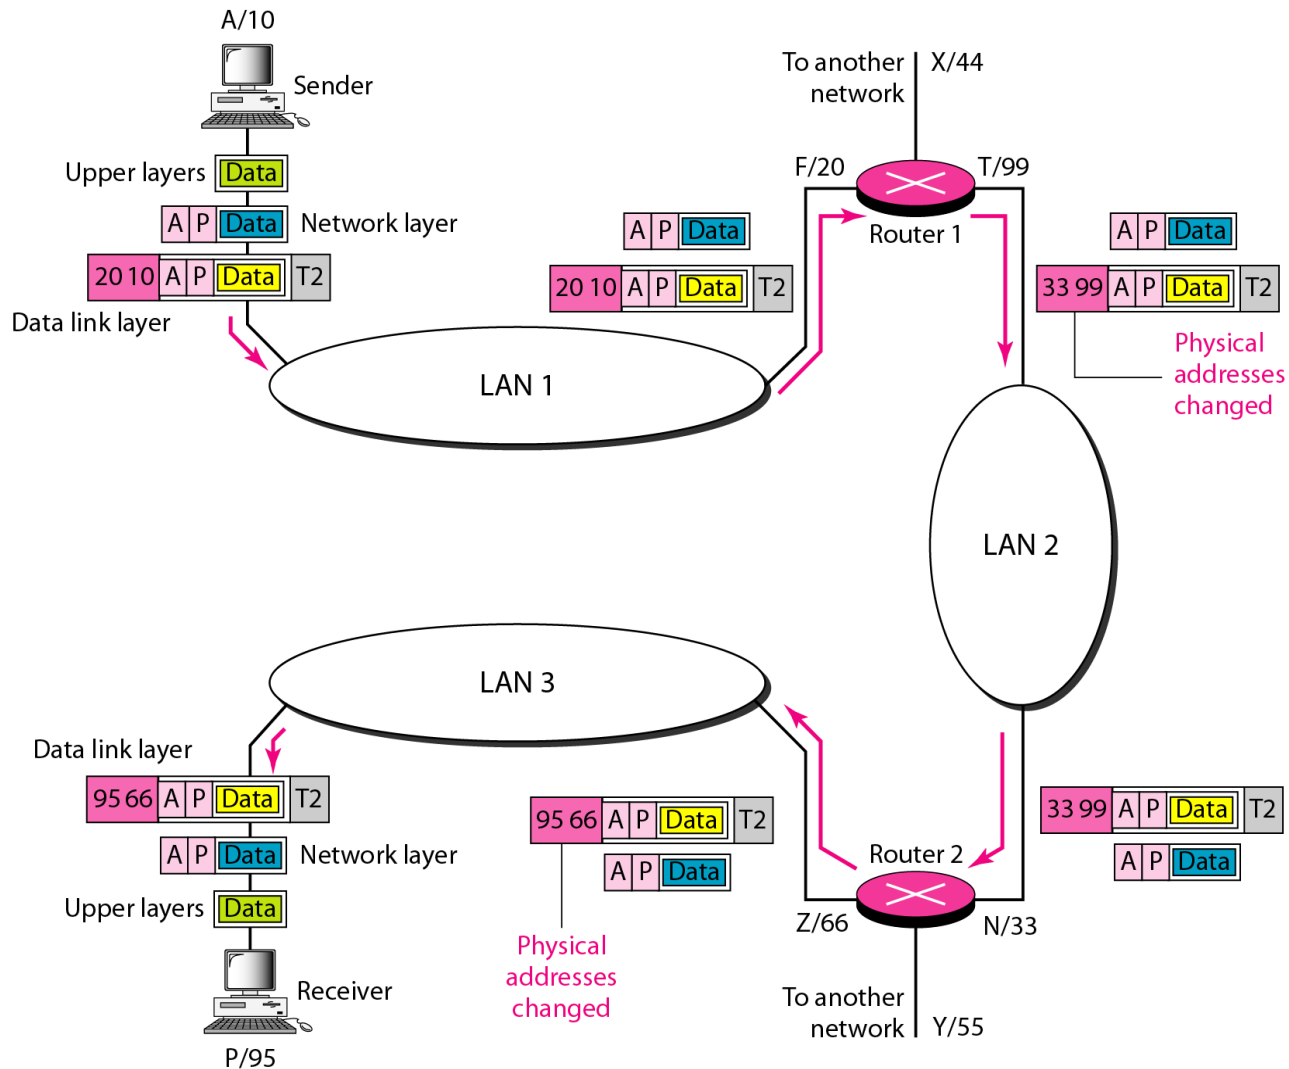 A/10
Sender
To another
network
X/44
Upper layers
Data
F/20
T/99
A P Data
Network layer
A P Data
Router 1
A P Data
20 10 A P Data T2
20 10 A P Data T2
33 99 A P Data T2
Data link layer
Physical
addresses
changed
LAN 1
LAN 2
LAN 3
Data link layer
95 66 A P Data T2
95 66 A P Data T2
33 99 A P Data T2
A P Data
Network layer
A P Data
Router 2
A P Data
Upper layers
Data
Z/66
N/33
Physical
addresses
changed
Receiver
To another
network
Y/55
P/95